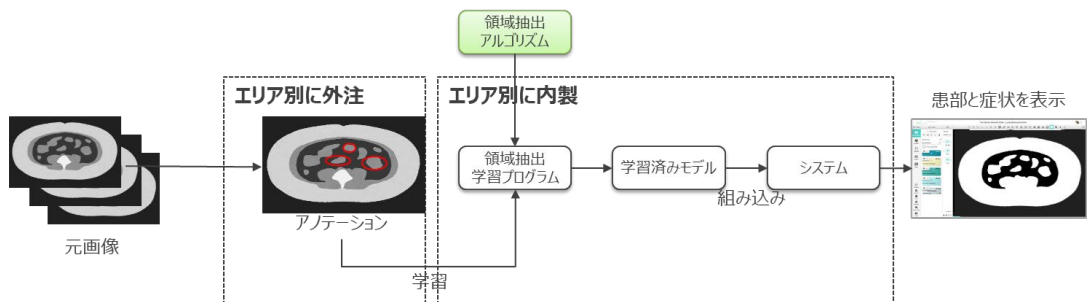 領域抽出
アルゴリズム
エリア別に外注
エリア別に内製
患部と症状を表示
領域抽出
学習プログラム
学習済みモデル
システム
組み込み
アノテーション
元画像
学習